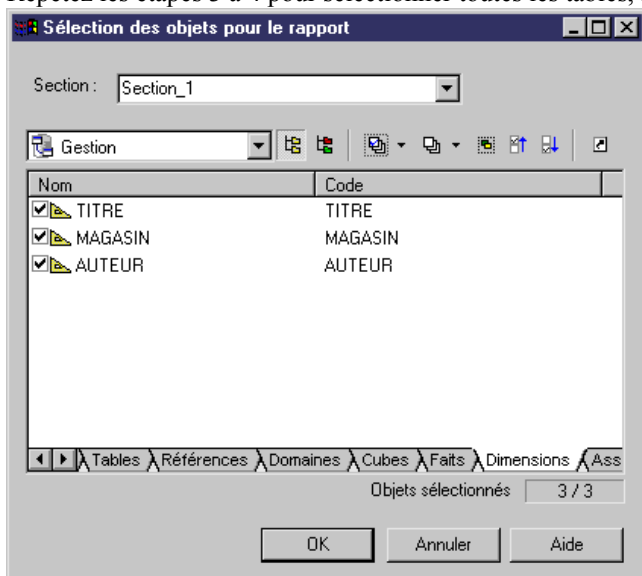 Répétez les étapes 3 à 4 pour sélectionner toutes les tables,
Sélection des objets pour le rapport
Section : Section_1
Gestion
Nom Code
TITRE TITRE
MAGASIN MAGASIN
AUTEUR AUTEUR
Tables Références Domaines Cubes Faits Dimensions Ass
Objets sélectionnés 3 / 3
OK Annuler Aide